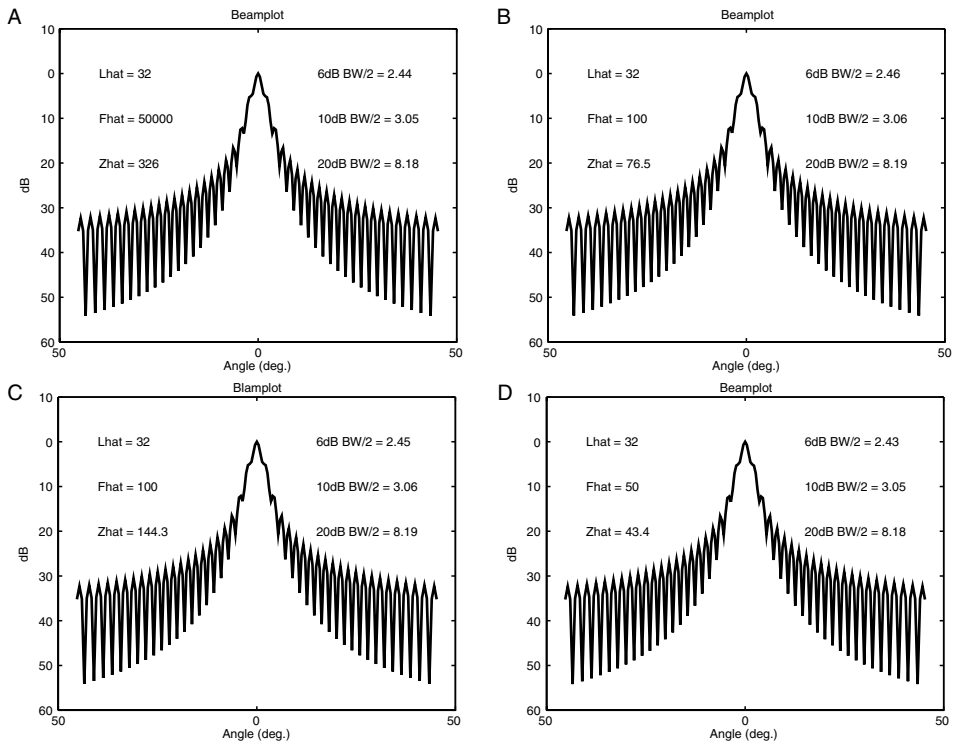 A
Beamplot
10
0
10
20
30
40
50
60
dB
Lhat = 32
6dB BW/2 = 2.44
Fhat = 50000
10dB BW/2 = 3.05
Zhat = 326
20dB BW/2 = 8.18
50
0
50
Angle (deg.)
B
Beamplot
10
0
10
20
30
40
50
60
dB
Lhat = 32
6dB BW/2 = 2.46
Fhat = 100
10dB BW/2 = 3.06
Zhat = 76.5
20dB BW/2 = 8.19
50
0
50
Angle (deg.)
C
Blamplot
10
0
10
20
30
40
50
60
dB
Lhat = 32
6dB BW/2 = 2.45
Fhat = 100
10dB BW/2 = 3.06
Zhat = 144.3
20dB BW/2 = 8.19
50
0
50
Angle (deg.)
D
Beamplot
10
0
10
20
30
40
50
60
dB
Lhat = 32
6dB BW/2 = 2.43
Fhat = 50
10dB BW/2 = 3.05
Zhat = 43.4
20dB BW/2 = 8.18
50
0
50
Angle (deg.)